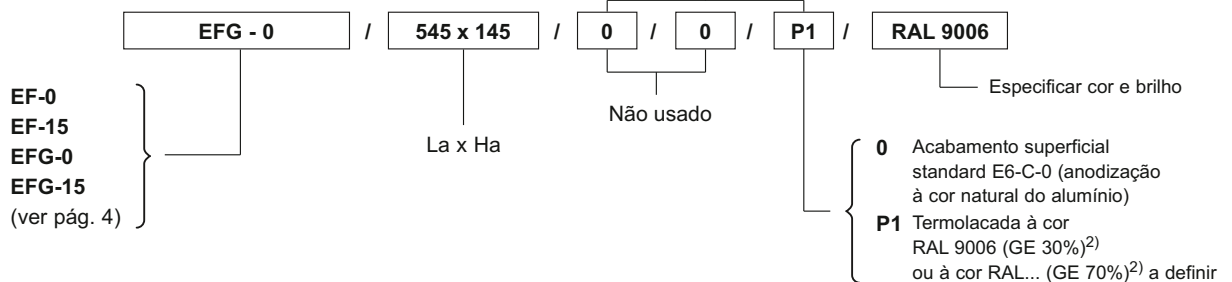 EFG - 0 / 545 x 145 / 0 / 0 / P1 / RAL 9006
Especificar cor e brilho
Não usado
La x Ha
EF-0
EF-15
EFG-0
EFG-15
(ver pág. 4)
0 Acabamento superficial
standard E6-C-0 (anodização
à cor natural do alumínio)
P1 Termolacada à cor
RAL 9006 (GE 30%)2)
ou à cor RAL... (GE 70%)2) a definir